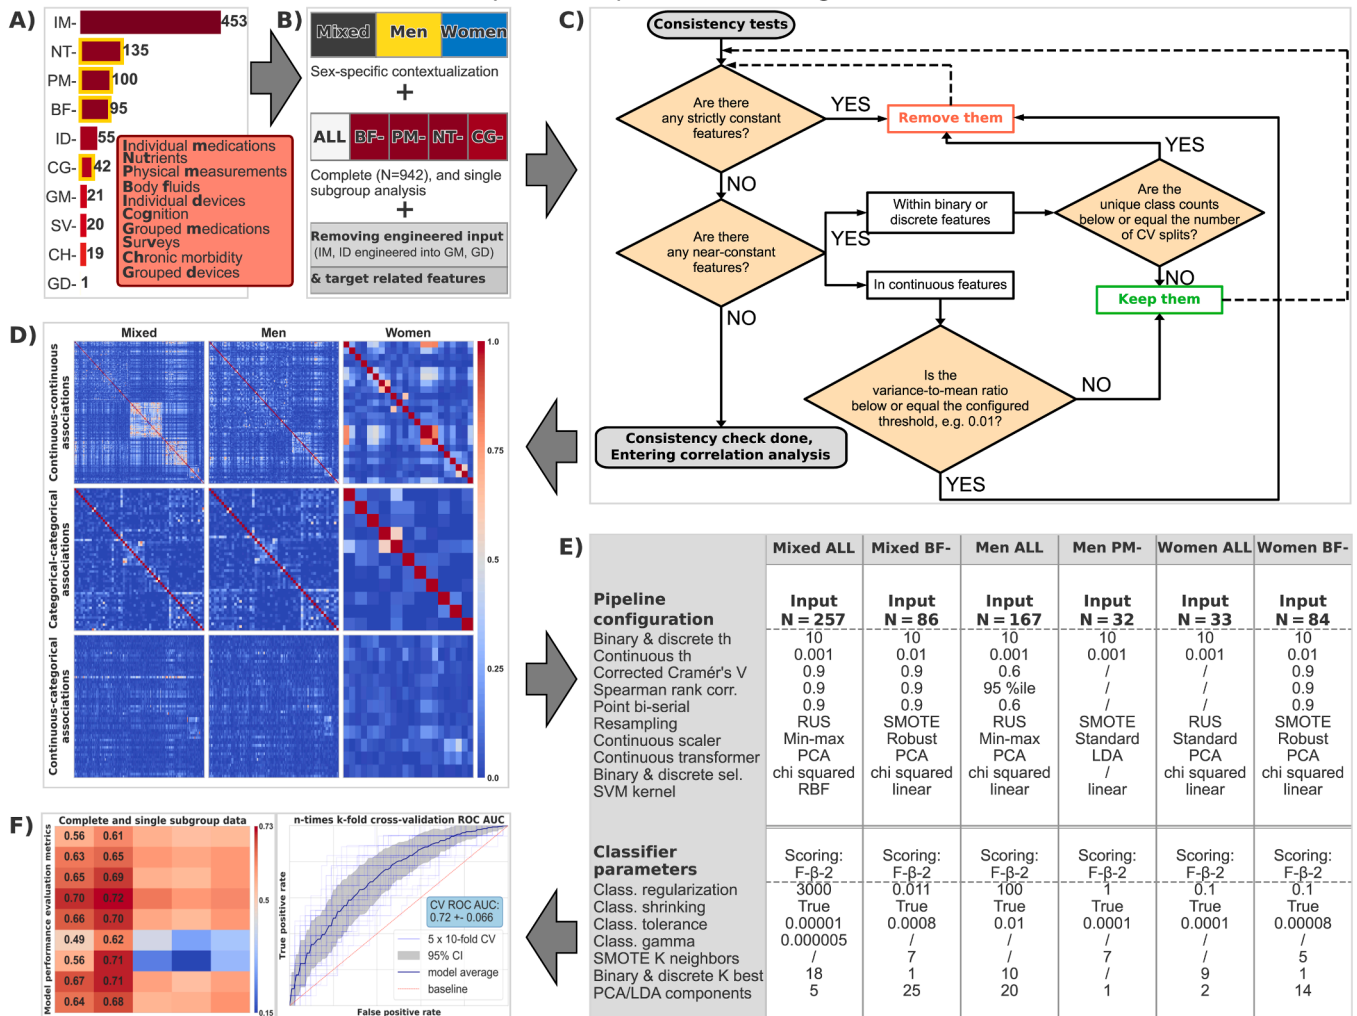 A)
IM- 453
NT- 135
PM- 100
BF- 95
ID- 55
CG- 42
GM- 21
SV- 20
CH- 19
GD- 1
Individual medications
Nutrients
Physical measurements
Body fluids
Individual devices
Cognition
Grouped medications
Surveys
Chronic morbidity
Grouped devices
B)
Mixed Men Women
Sex-specific contextualization
+
ALL BF- PM- NT- CG-
Complete (N=942), and single
subgroup analysis
+
Removing engineered input
(IM, ID engineered into GM, GD)
& target related features
C)
Consistency tests
Are there
any strictly constant
features?
YES
Remove them
NO
Are there
any near-constant
features?
YES
Within binary or
discrete features
Are the
unique class counts
below or equal the number
of CV splits?
YES
NO
Keep them
In continuous features
Is the
variance-to-mean ratio
below or equal the configured
threshold, e.g. 0.01?
NO
YES
NO
Consistency check done,
Entering correlation analysis
D)
Mixed Men Women
Continuous-continuous
associations
Categorical-categorical
associations
Continuous-categorical
associations
1.0
0.75
0.5
0.25
0.0
E)
Mixed ALL Mixed BF- Men ALL Men PM- Women ALL Women BF-
Pipeline
configuration
Input Input Input Input Input Input
N = 257 N = 86 N = 167 N = 32 N = 33 N = 84
Binary & discrete th 10 10 10 10 10 10
Continuous th 0.001 0.01 0.001 0.001 0.001 0.01
Corrected Cramér's V 0.9 0.9 0.6 / / 0.9
Spearman rank corr. 0.9 0.9 95 %ile / / 0.9
Point bi-serial 0.9 0.9 0.6 / / 0.9
Resampling RUS SMOTE RUS SMOTE RUS SMOTE
Continuous scaler Min-max Robust Min-max Standard Standard Robust
Continuous transformer PCA PCA PCA LDA PCA PCA
Binary & discrete sel. chi squared chi squared chi squared / chi squared chi squared
SVM kernel RBF linear linear linear linear linear
Classifier
parameters
Scoring: Scoring: Scoring: Scoring: Scoring: Scoring:
F-β-2 F-β-2 F-β-2 F-β-2 F-β-2 F-β-2
Class. regularization 3000 0.011 100 1 0.1 0.1
Class. shrinking True True True True True True
Class. tolerance 0.00001 0.0008 0.01 0.0001 0.0001 0.00008
Class. gamma 0.000005 / / / / /
SMOTE K neighbors / 7 / 7 / 5
Binary & discrete K best 18 1 10 / 9 1
PCA/LDA components 5 25 20 1 2 14
F)
Complete and single subgroup data
Model performance evaluation metrics
0.56 0.61
0.63 0.65
0.65 0.69
0.70 0.72
0.66 0.70
0.49 0.62
0.56 0.71
0.67 0.71
0.64 0.68
0.73
0.5
0.15
n-times k-fold cross-validation ROC AUC
True positive rate
CV ROC AUC:
0.72 +- 0.066
5 x 10-fold CV
95% CI
model average
baseline
False positive rate